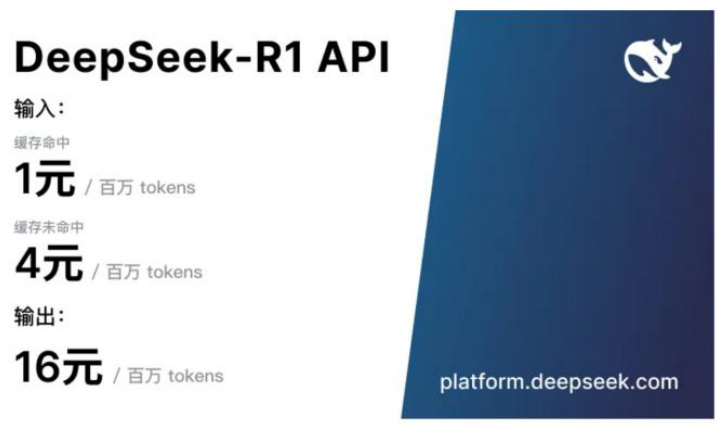 DeepSeek-R1 API
输入：
缓存命中
1元 / 百万 tokens
缓存未命中
4元 / 百万 tokens
输出：
16元 / 百万 tokens
platform.deepseek.com